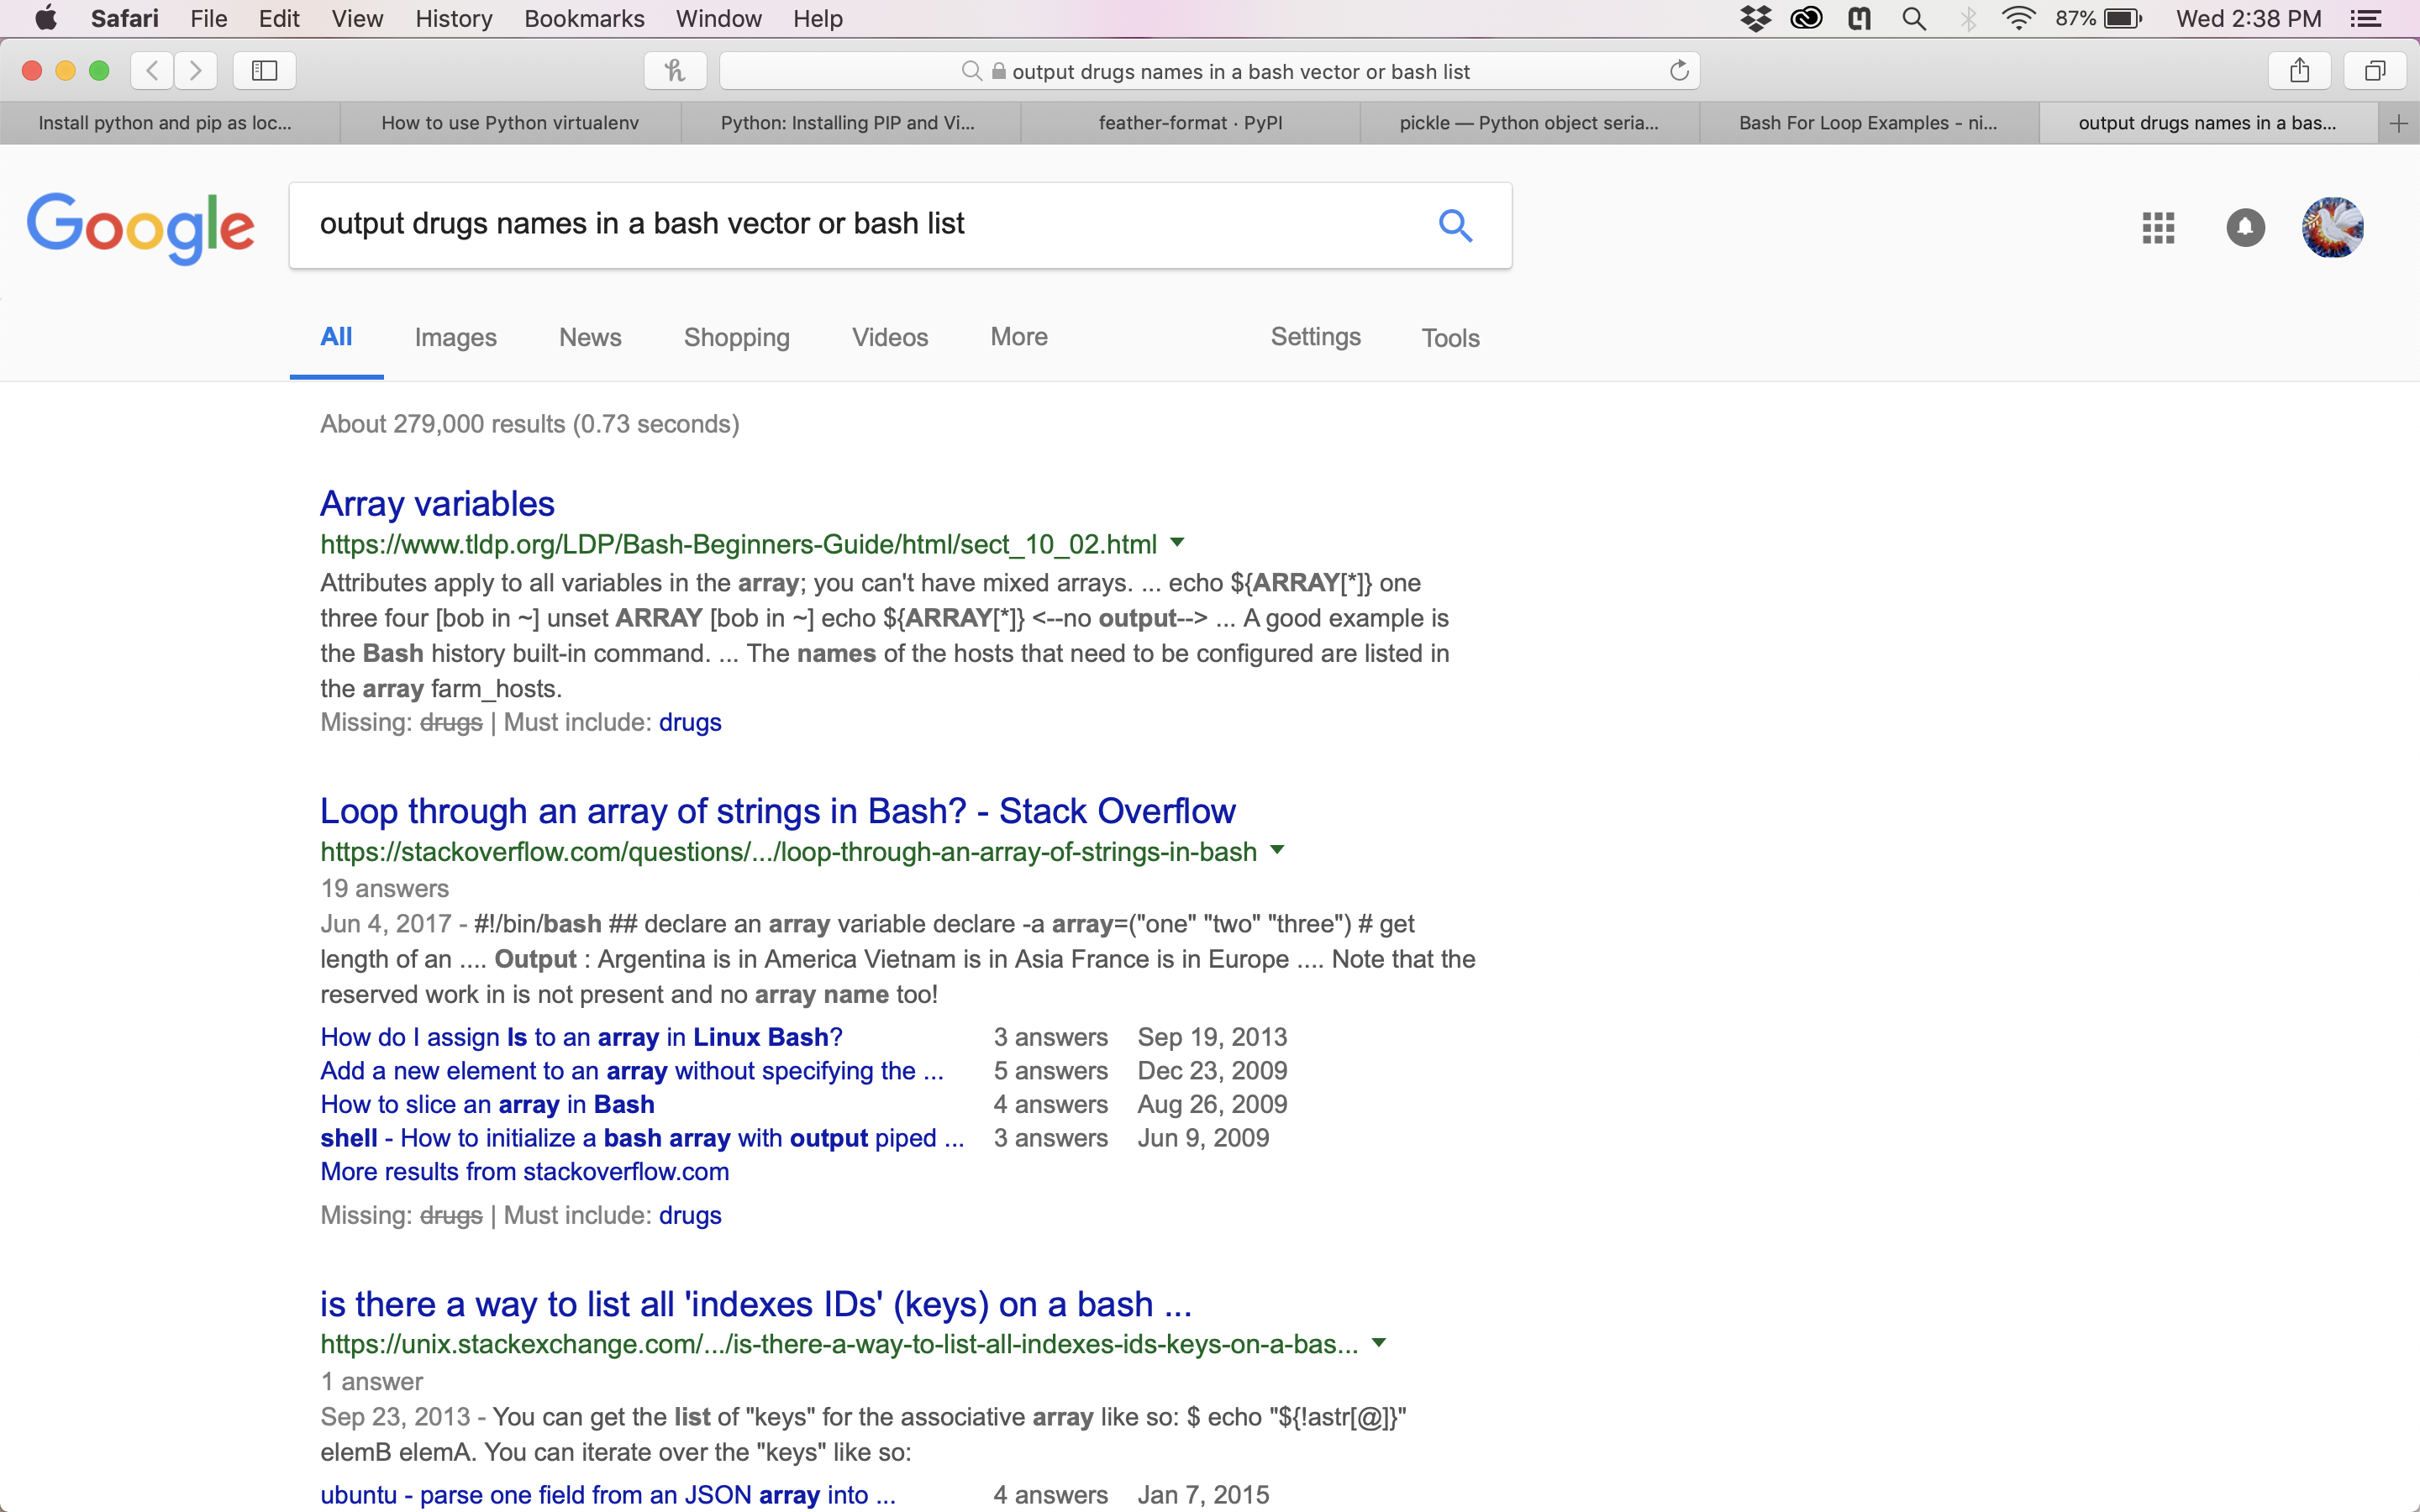 Safari File Edit View History Bookmarks Window Help 87% Wed 2:38 PM
output drugs names in a bash vector or bash list
Install python and pip as loc... How to use Python virtualenv Python: Installing PIP and Vi... feather-format · PyPI pickle — Python object seria... Bash For Loop Examples - ni... output drugs names in a bas...
Google output drugs names in a bash vector or bash list
All Images News Shopping Videos More Settings Tools
About 279,000 results (0.73 seconds)
Array variables
https://www.tldp.org/LDP/Bash-Beginners-Guide/html/sect_10_02.html
Attributes apply to all variables in the array; you can't have mixed arrays. ... echo ${ARRAY[*]} one
three four [bob in ~] unset ARRAY [bob in ~] echo ${ARRAY[*]} <--no output--> ... A good example is
the Bash history built-in command. ... The names of the hosts that need to be configured are listed in
the array farm_hosts.
Missing: drugs | Must include: drugs
Loop through an array of strings in Bash? - Stack Overflow
https://stackoverflow.com/questions/.../loop-through-an-array-of-strings-in-bash
19 answers
Jun 4, 2017 - #!/bin/bash ## declare an array variable declare -a array=("one" "two" "three") # get
length of an .... Output : Argentina is in America Vietnam is in Asia France is in Europe .... Note that the
reserved work in is not present and no array name too!
How do I assign ls to an array in Linux Bash? 3 answers Sep 19, 2013
Add a new element to an array without specifying the ... 5 answers Dec 23, 2009
How to slice an array in Bash 4 answers Aug 26, 2009
shell - How to initialize a bash array with output piped ... 3 answers Jun 9, 2009
More results from stackoverflow.com
Missing: drugs | Must include: drugs
is there a way to list all 'indexes IDs' (keys) on a bash ...
https://unix.stackexchange.com/.../is-there-a-way-to-list-all-indexes-ids-keys-on-a-bas...
1 answer
Sep 23, 2013 - You can get the list of "keys" for the associative array like so: $ echo "${!astr[@]}"
elemB elemA. You can iterate over the "keys" like so:
ubuntu - parse one field from an JSON array into ... 4 answers Jan 7, 2015